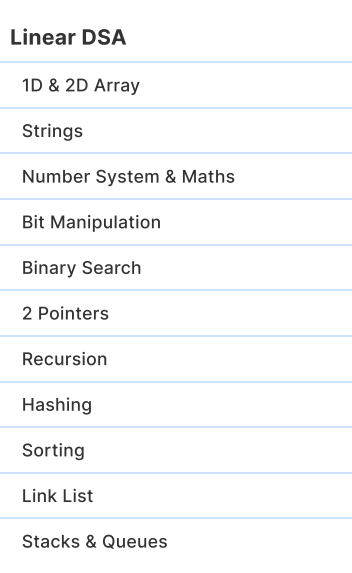 Linear DSA
1D & 2D Array
Strings
Number System & Maths
Bit Manipulation
Binary Search
2 Pointers
Recursion
Hashing
Sorting
Link List
Stacks & Queues